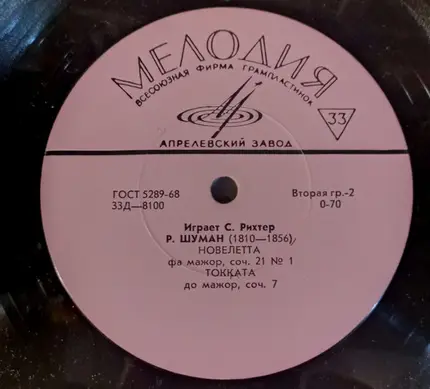 МЕЛОДИЯ
ВСЕСОЮЗНАЯ ФИРМА ГРАМПЛАСТИНОК
33
АПРЕЛЕВСКИЙ ЗАВОД
ГОСТ 5289-68
Вторая гр.-2
33Д—8100
0-70
Играет С. Рихтер
Р. ШУМАН (1810—1856)
НОВЕЛЕТТА
фа мажор, соч. 21 № 1
ТОККАТА
до мажор, соч. 7